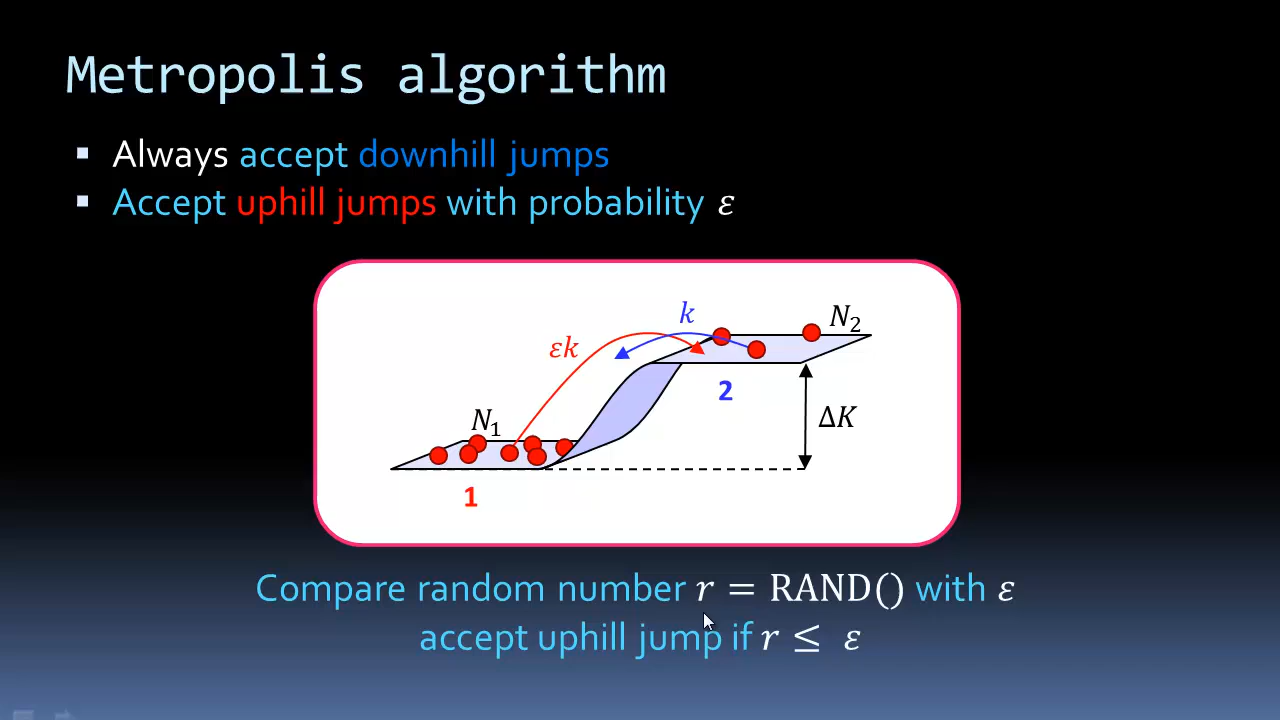 Metropolis algorithm
▪ Always accept downhill jumps
▪ Accept uphill jumps with probability ε
k
N₂
εk
2
ΔK
N₁
1
Compare random number r = RAND() with ε
accept uphill jump if r ≤ ε